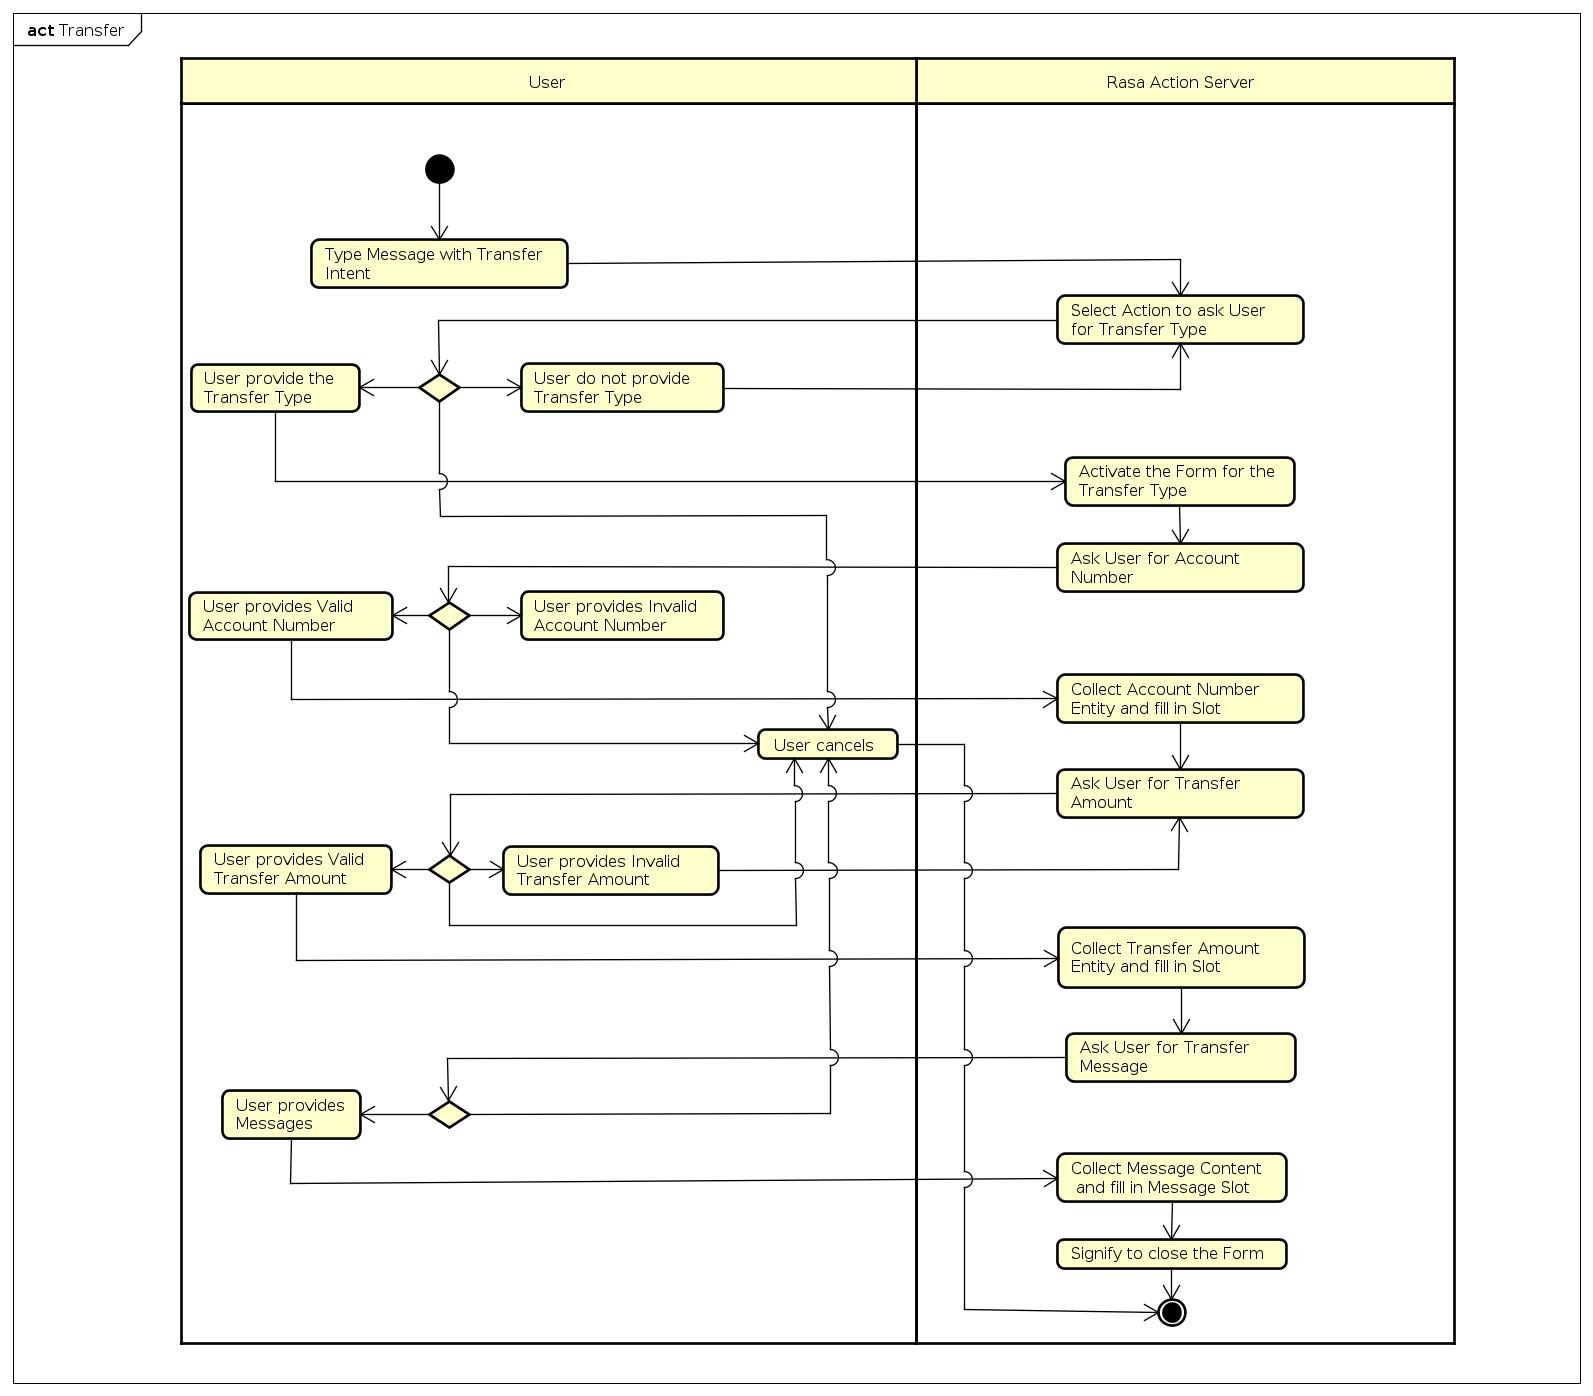 act Transfer
User
Rasa Action Server
Type Message with Transfer
Intent
Select Action to ask User
for Transfer Type
User provide the
Transfer Type
User do not provide
Transfer Type
Activate the Form for the
Transfer Type
Ask User for Account
Number
User provides Valid
Account Number
User provides Invalid
Account Number
Collect Account Number
Entity and fill in Slot
User cancels
Ask User for Transfer
Amount
User provides Valid
Transfer Amount
User provides Invalid
Transfer Amount
Collect Transfer Amount
Entity and fill in Slot
Ask User for Transfer
Message
User provides
Messages
Collect Message Content
and fill in Message Slot
Signify to close the Form